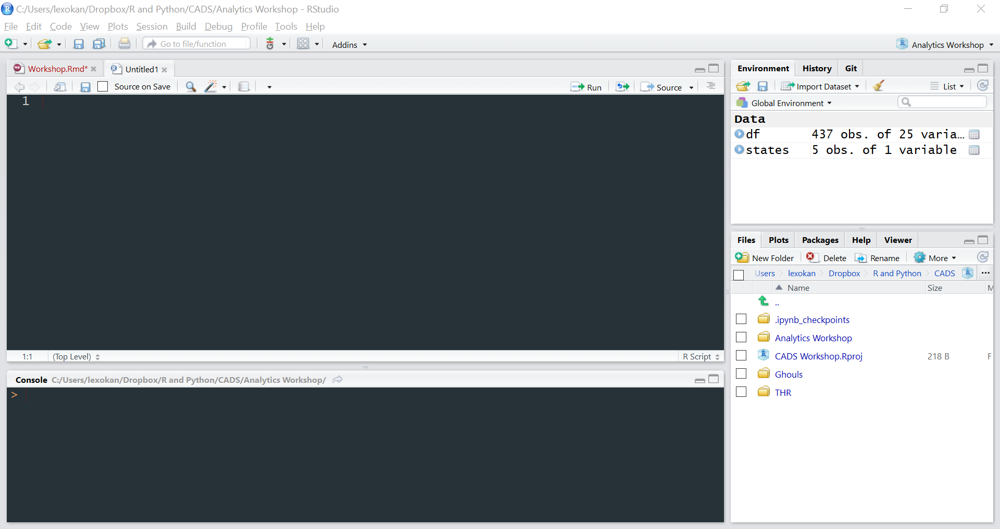 C:/Users/lexokan/Dropbox/R and Python/CADS/Analytics Workshop - RStudio
File Edit Code View Plots Session Build Debug Profile Tools Help
Go to file/function Addins Analytics Workshop
Workshop.Rmd* Untitled1
Source on Save Run Source
1
1:1 (Top Level) R Script
Console C:/Users/lexokan/Dropbox/R and Python/CADS/Analytics Workshop/
>
Environment History Git
Import Dataset List
Global Environment
Data
df 437 obs. of 25 varia...
states 5 obs. of 1 variable
Files Plots Packages Help Viewer
New Folder Delete Rename More
Users lexokan Dropbox R and Python CADS ...
Name Size M
..
.ipynb_checkpoints
Analytics Workshop
CADS Workshop.Rproj 218 B F
Ghouls
THR